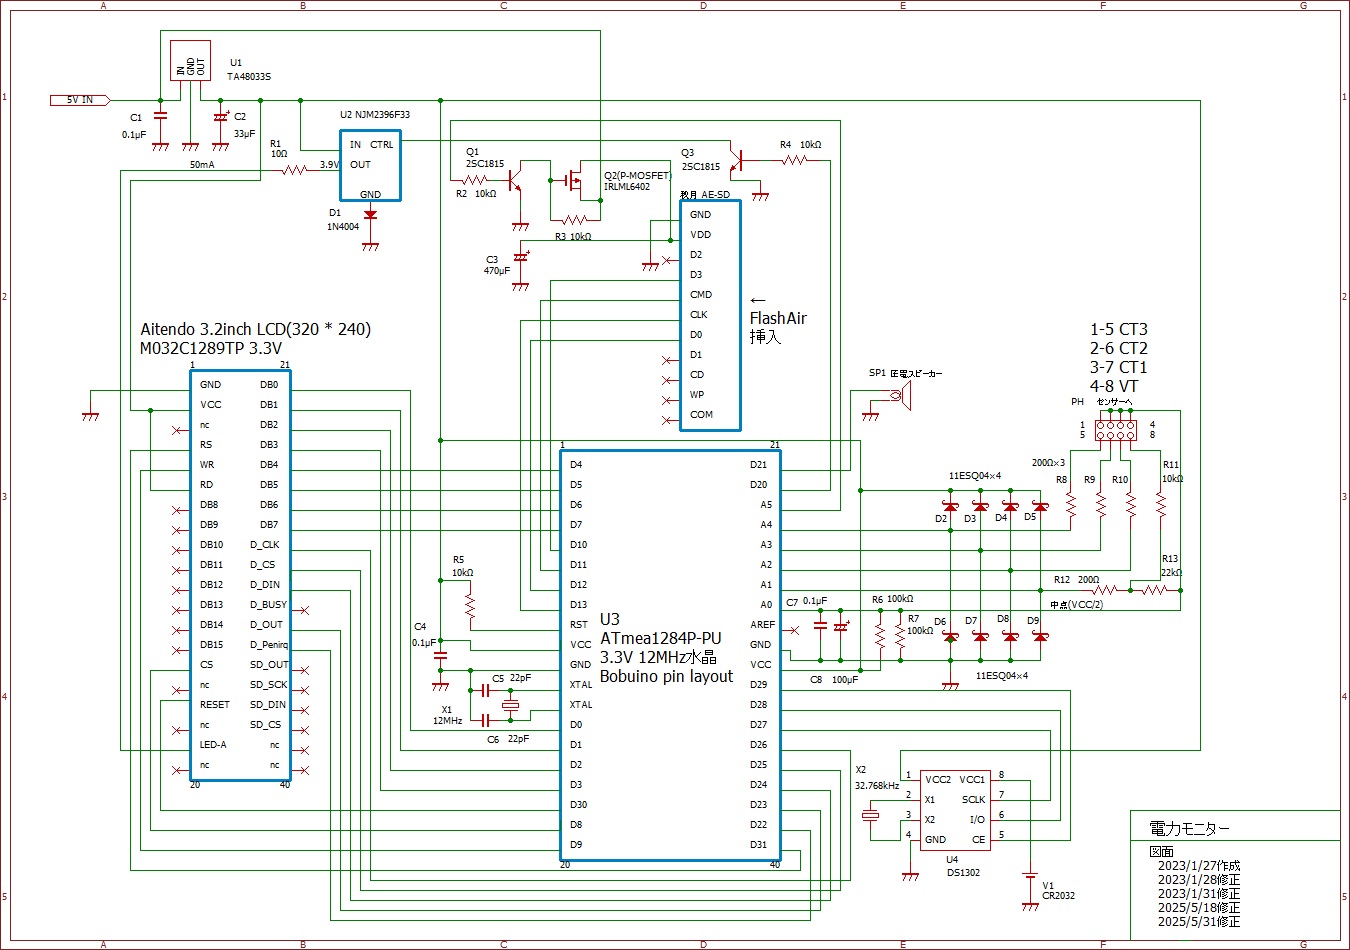 A B C D E F G
1
2
3
4
5
5V IN
IN
GND
OUT
U1
TA48033S
C1
0.1μF
C2
33μF
U2 NJM2396F33
IN CTRL
OUT
GND
R1
10Ω
50mA
3.9V
D1
1N4004
Q1
2SC1815
R2 10kΩ
Q2(P-MOSFET)
IRLML6402
R3 10kΩ
C3
470μF
Q3
2SC1815
R4 10kΩ
秋月 AE-SD
GND
VDD
D2
D3
CMD
CLK
D0
D1
CD
WP
COM
←
FlashAir
挿入
Aitendo 3.2inch LCD(320 * 240)
M032C1289TP 3.3V
1 21
GND DB0
VCC DB1
nc DB2
RS DB3
WR DB4
RD DB5
DB8 DB6
DB9 DB7
DB10 D_CLK
DB11 D_CS
DB12 D_DIN
DB13 D_BUSY
DB14 D_OUT
DB15 D_Penirq
CS SD_OUT
nc SD_SCK
RESET SD_DIN
nc SD_CS
LED-A nc
nc nc
20 40
R5
10kΩ
C4
0.1μF
C5 22pF
X1
12MHz
C6 22pF
1 21
D4 D21
D5 D20
D6 A5
D7 A4
D10 A3
D11 A2
D12 A1
D13 A0
RST AREF
VCC GND
GND VCC
XTAL D29
XTAL D28
D0 D27
D1 D26
D2 D25
D3 D24
D30 D23
D8 D22
D9 D31
20 40
U3
ATmea1284P-PU
3.3V 12MHz水晶
Bobuino pin layout
SP1 圧電スピーカー
1-5 CT3
2-6 CT2
3-7 CT1
4-8 VT
PH センサーへ
1 4
5 8
200Ω×3
R8 R9 R10
R11
10kΩ
11ESQ04×4
D2 D3 D4 D5
R12 200Ω
R13
22kΩ
中点(VCC/2)
C7 0.1μF
C8 100μF
R6 100kΩ
R7
100kΩ
D6 D7 D8 D9
11ESQ04×4
X2
32.768kHz
1 VCC2 VCC1 8
2 X1 SCLK 7
3 X2 I/O 6
4 GND CE 5
U4
DS1302
V1
CR2032
電力モニター
図面
2023/1/27作成
2023/1/28修正
2023/1/31修正
2025/5/18修正
2025/5/31修正
1
2
3
4
5
A B C D E F G